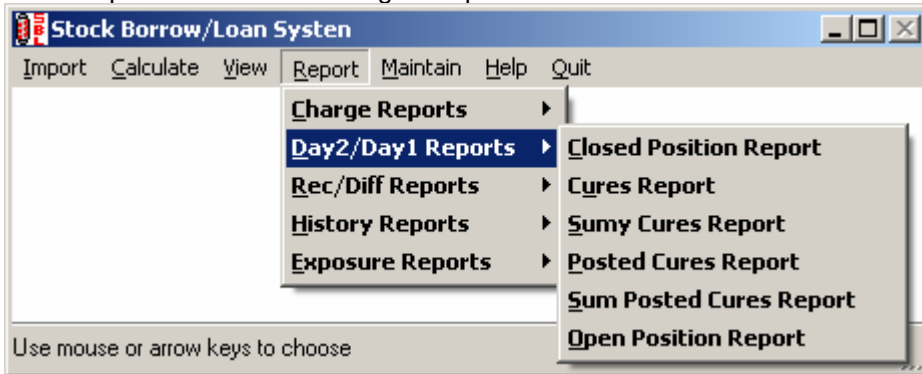 Stock Borrow/Loan Systen
Import Calculate View Report Maintain Help Quit
Charge Reports
Day2/Day1 Reports
Rec/Diff Reports
History Reports
Exposure Reports
Closed Position Report
Cures Report
Sumy Cures Report
Posted Cures Report
Sum Posted Cures Report
Open Position Report
Use mouse or arrow keys to choose